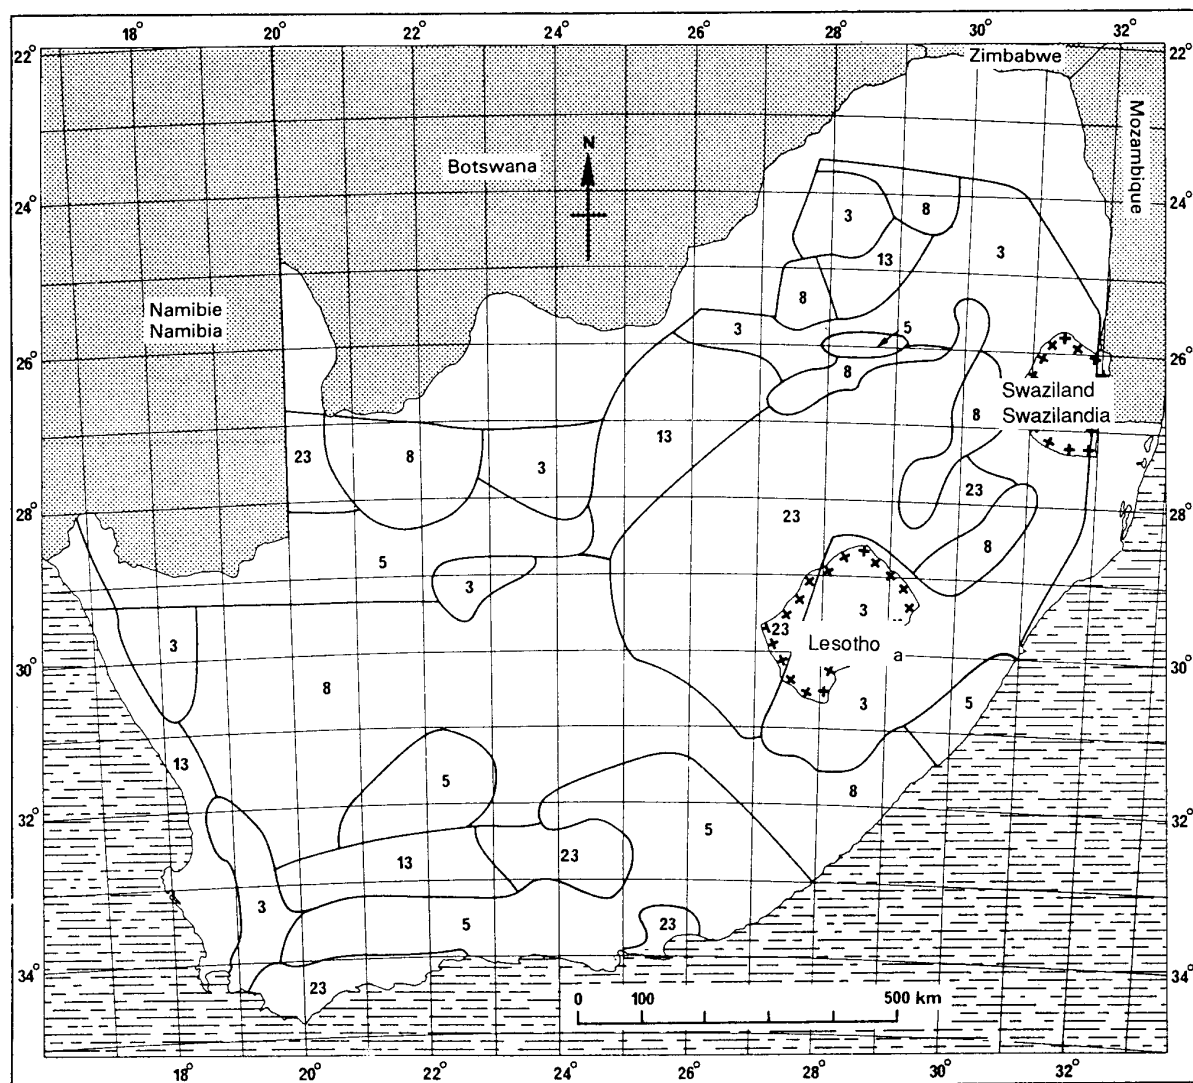 18° 20° 22° 24° 26° 28° 30° 32°
22° Zimbabwe 22°
Mozambique
N
Botswana
24° 3 8 24°
3
13
8
Namibie
Namibia
3 5
26° 8 26°
Swaziland
Swazilandia
13 8
23 8 3
23
28° 23 28°
8
5
3
3
23
Lesotho
a
3
30° 30°
8 3 5
13
5 8
32° 5 32°
13 23
3
5 23
34° 23 34°
0 100 500 km
18° 20° 22° 24° 26° 28° 30° 32°